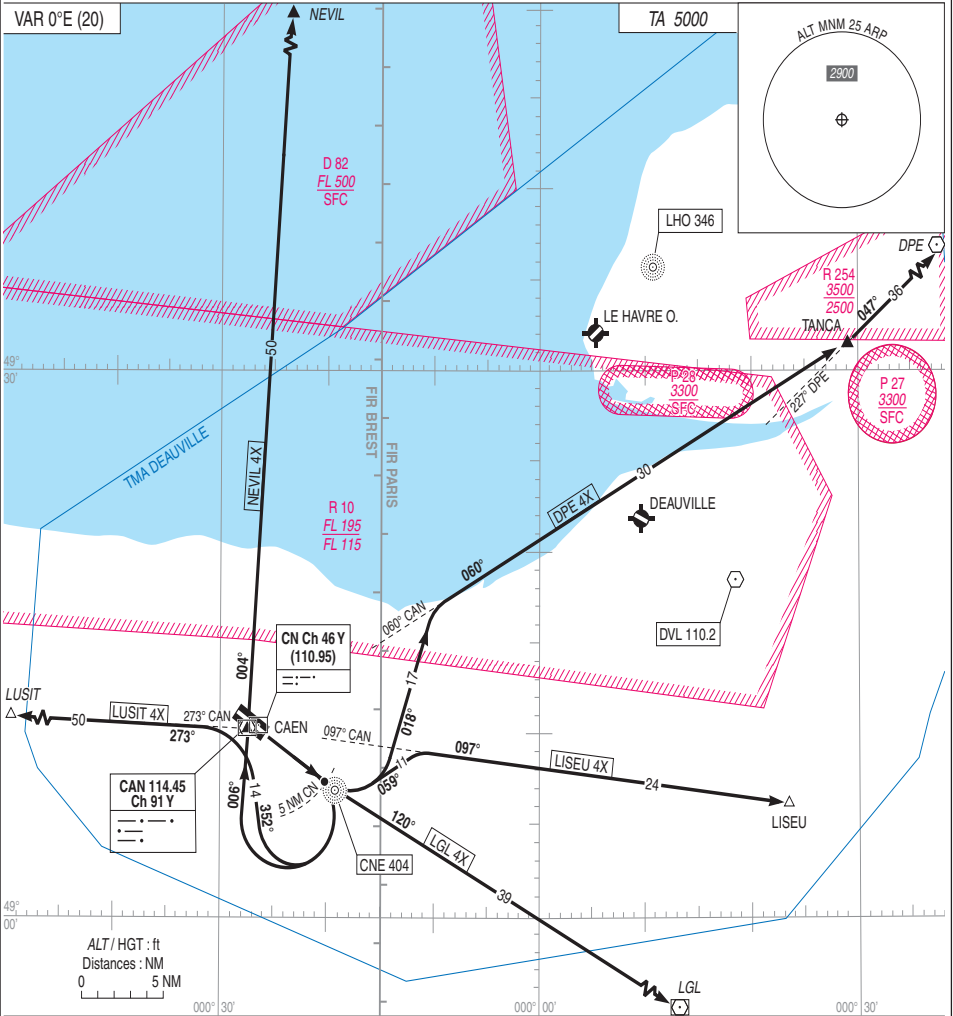 VAR 0°E (20)
NEVIL
TA 5000
ALT MNM 25 ARP
2900
D 82
FL 500
SFC
LHO 346
DPE
R 254
3500
2500
047°
36
TANCA
LE HAVRE O.
50
49°
30'
P 28
3300
SFC
227° DPE
P 27
3300
SFC
FIR BREST
FIR PARIS
TMA DEAUVILLE
NEVIL 4X
30
DPE 4X
R 10
FL 195
FL 115
DEAUVILLE
060°
060° CAN
DVL 110.2
CN Ch 46 Y
(110.95)
004°
17
018°
LUSIT
50
LUSIT 4X
273° CAN
273°
CAEN
097° CAN
097°
11
059°
LISEU 4X
24
LISEU
CAN 114.45
Ch 91 Y
006°
14
352°
5 NM CN
120°
LGL 4X
CNE 404
39
49°
00'
ALT / HGT : ft
Distances : NM
0 5 NM
LGL
000° 30'
000° 00'
000° 30'